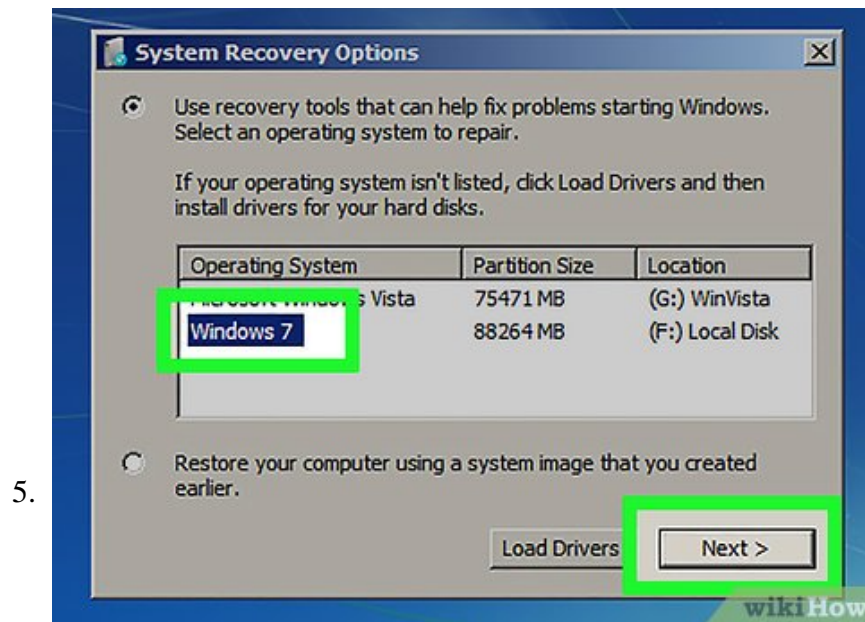 System Recovery Options
Use recovery tools that can help fix problems starting Windows.
Select an operating system to repair.
If your operating system isn't listed, click Load Drivers and then
install drivers for your hard disks.
Operating System Partition Size Location
Microsoft Windows Vista 75471 MB (G:) WinVista
Windows 7 88264 MB (F:) Local Disk
Restore your computer using a system image that you created
earlier.
5.
Load Drivers Next >
wikiHow